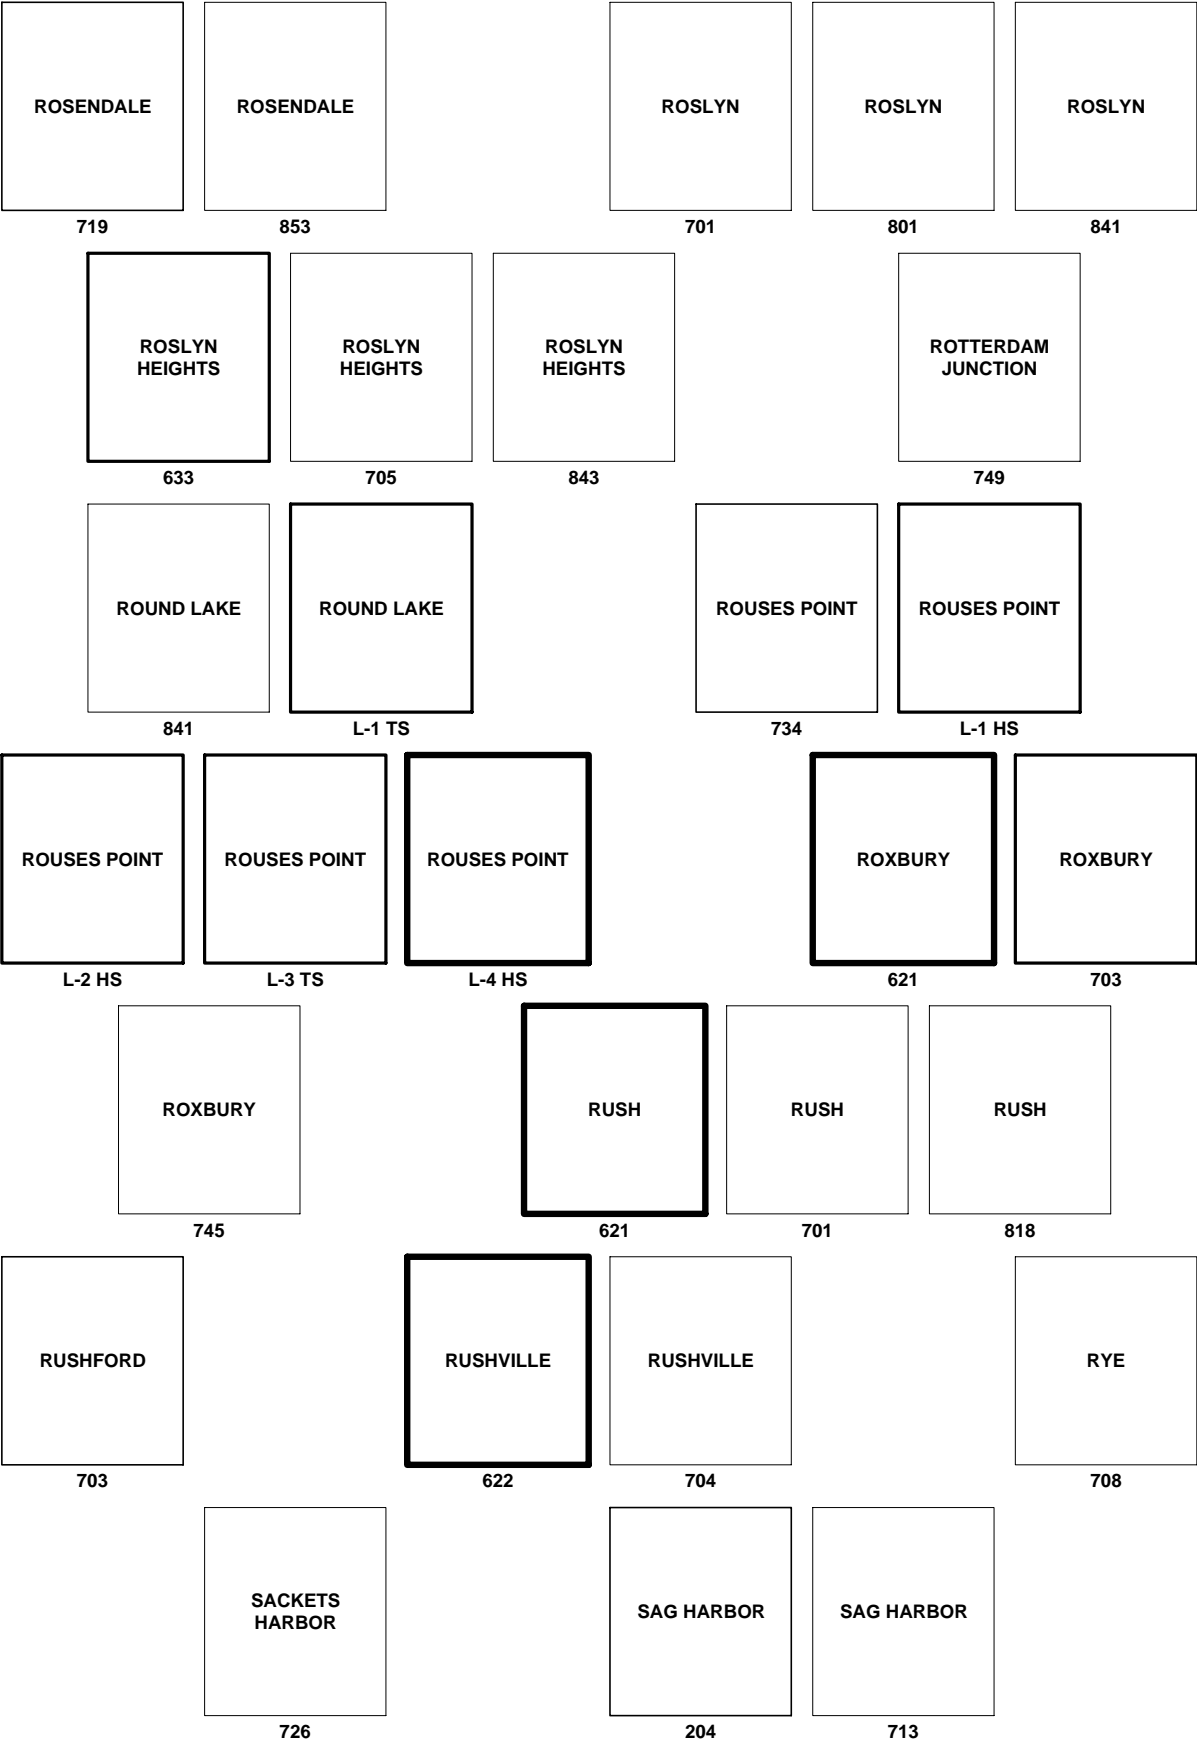 ROSENDALE
ROSENDALE
ROSLYN
ROSLYN
ROSLYN
719
853
701
801
841
ROSLYN
HEIGHTS
ROSLYN
HEIGHTS
ROSLYN
HEIGHTS
ROTTERDAM
JUNCTION
633
705
843
749
ROUND LAKE
ROUND LAKE
ROUSES POINT
ROUSES POINT
841
L-1 TS
734
L-1 HS
ROUSES POINT
ROUSES POINT
ROUSES POINT
ROXBURY
ROXBURY
L-2 HS
L-3 TS
L-4 HS
621
703
ROXBURY
RUSH
RUSH
RUSH
745
621
701
818
RUSHFORD
RUSHVILLE
RUSHVILLE
RYE
703
622
704
708
SACKETS
HARBOR
SAG HARBOR
SAG HARBOR
726
204
713